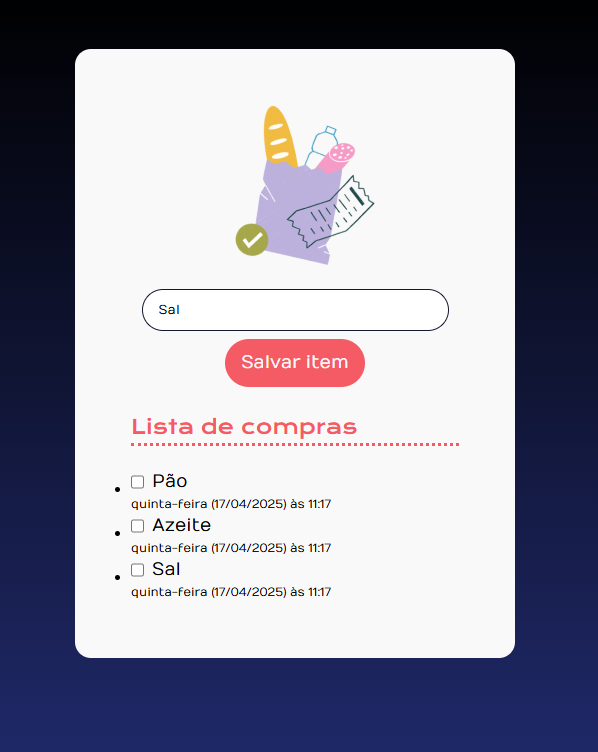 Sal
Salvar item
Lista de compras
Pão
quinta-feira (17/04/2025) às 11:17
Azeite
quinta-feira (17/04/2025) às 11:17
Sal
quinta-feira (17/04/2025) às 11:17